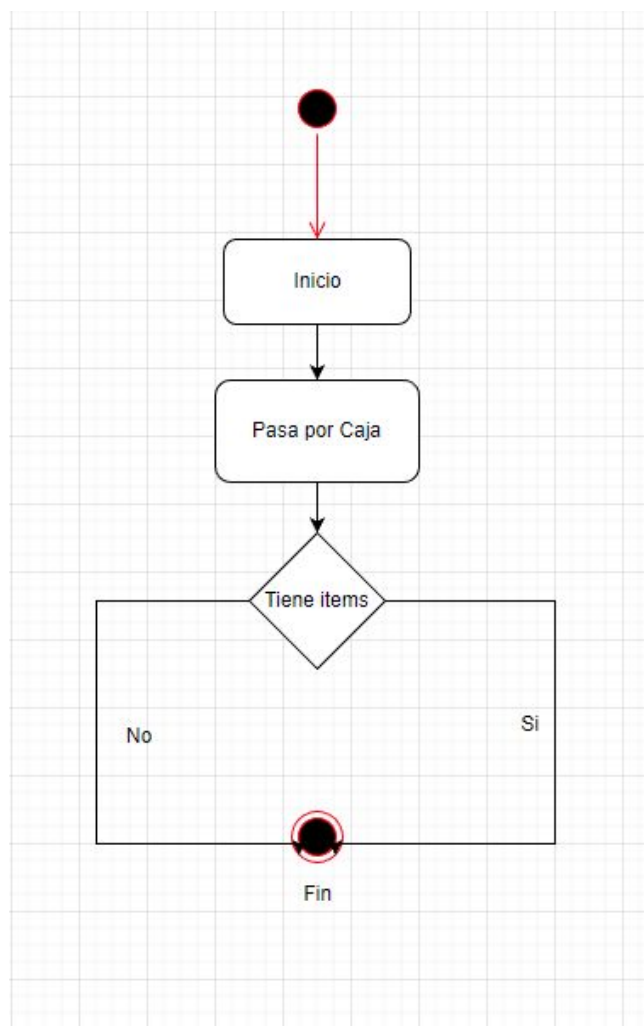 Inicio
Pasa por Caja
Tiene items
No
Si
Fin